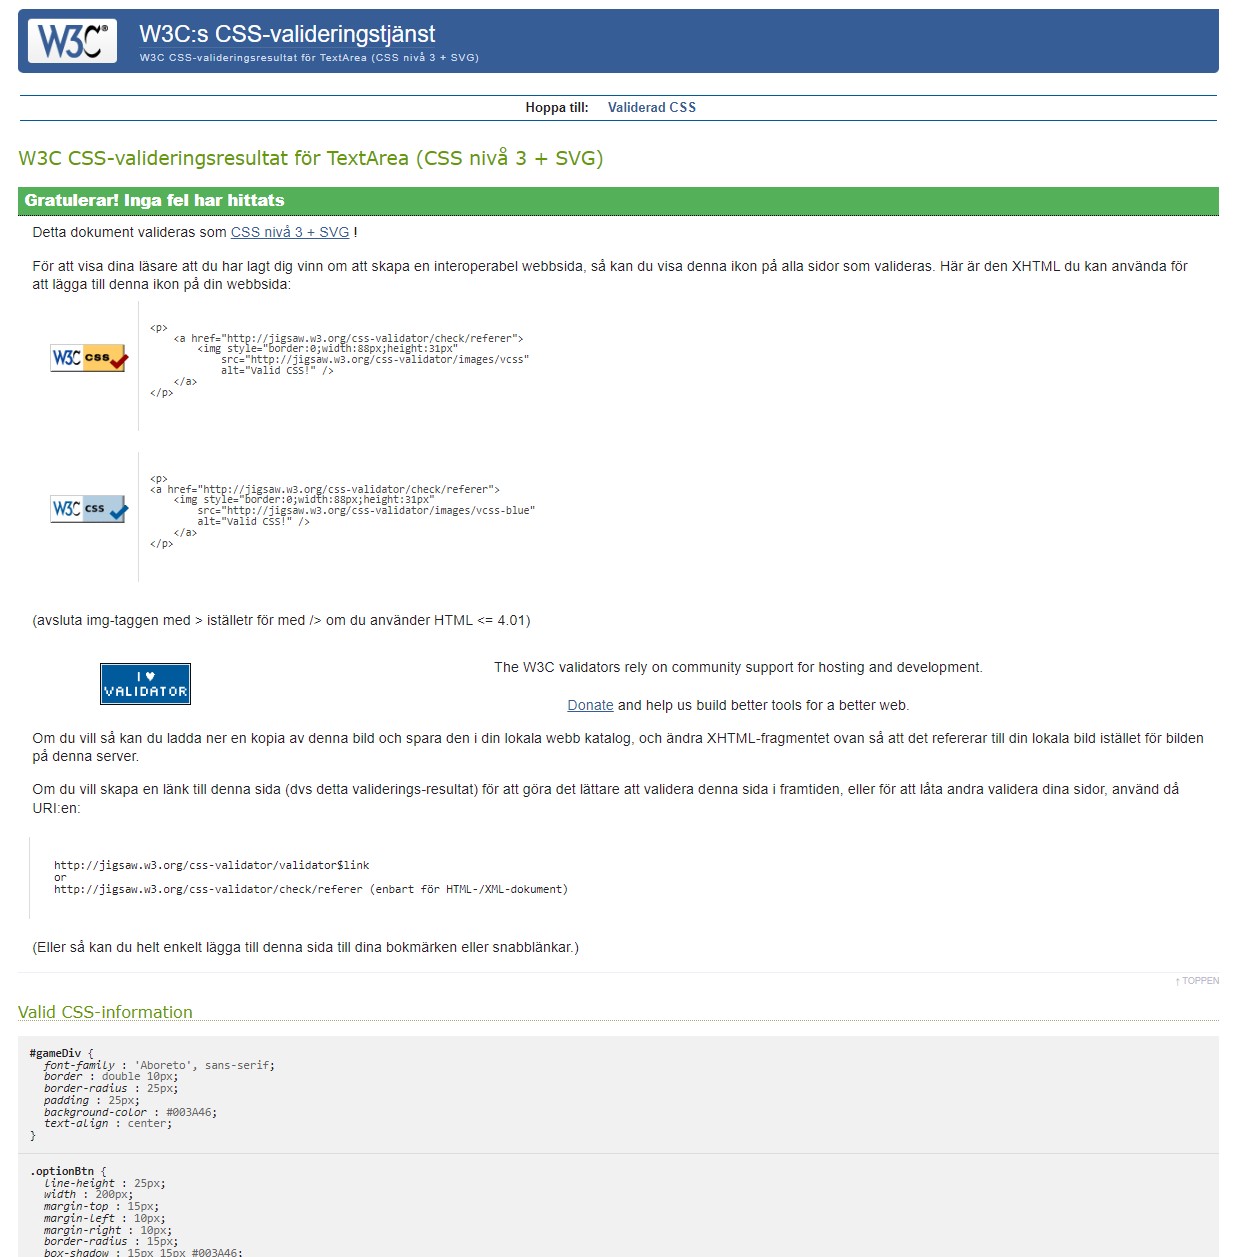 W3C®
W3C:s CSS-valideringstjänst
W3C CSS-valideringsresultat för TextArea (CSS nivå 3 + SVG)
Hoppa till: Validerad CSS
W3C CSS-valideringsresultat för TextArea (CSS nivå 3 + SVG)
Gratulerar! Inga fel har hittats
Detta dokument valideras som CSS nivå 3 + SVG !
För att visa dina läsare att du har lagt dig vinn om att skapa en interoperabel webbsida, så kan du visa denna ikon på alla sidor som valideras. Här är den XHTML du kan använda för
att lägga till denna ikon på din webbsida:
W3C css
<p>
<a href="http://jigsaw.w3.org/css-validator/check/referer">
<img style="border:0;width:88px;height:31px"
src="http://jigsaw.w3.org/css-validator/images/vcss"
alt="Valid CSS!" />
</a>
</p>
W3C css
<p>
<a href="http://jigsaw.w3.org/css-validator/check/referer">
<img style="border:0;width:88px;height:31px"
src="http://jigsaw.w3.org/css-validator/images/vcss-blue"
alt="Valid CSS!" />
</a>
</p>
(avsluta img-taggen med > iställetr för med /> om du använder HTML <= 4.01)
I ♥
VALIDATOR
The W3C validators rely on community support for hosting and development.
Donate and help us build better tools for a better web.
Om du vill så kan du ladda ner en kopia av denna bild och spara den i din lokala webb katalog, och ändra XHTML-fragmentet ovan så att det refererar till din lokala bild istället för bilden
på denna server.
Om du vill skapa en länk till denna sida (dvs detta validerings-resultat) för att göra det lättare att validera denna sida i framtiden, eller för att låta andra validera dina sidor, använd då
URI:en:
http://jigsaw.w3.org/css-validator/validator$link
or
http://jigsaw.w3.org/css-validator/check/referer (enbart för HTML-/XML-dokument)
(Eller så kan du helt enkelt lägga till denna sida till dina bokmärken eller snabblänkar.)
↑ TOPPEN
Valid CSS-information
#gameDiv {
font-family : 'Aboreto', sans-serif;
border : double 10px;
border-radius : 25px;
padding : 25px;
background-color : #003A46;
text-align : center;
}
.optionBtn {
line-height : 25px;
width : 200px;
margin-top : 15px;
margin-left : 10px;
margin-right : 10px;
border-radius : 15px;
box-shadow : 15px 15px #003A46;